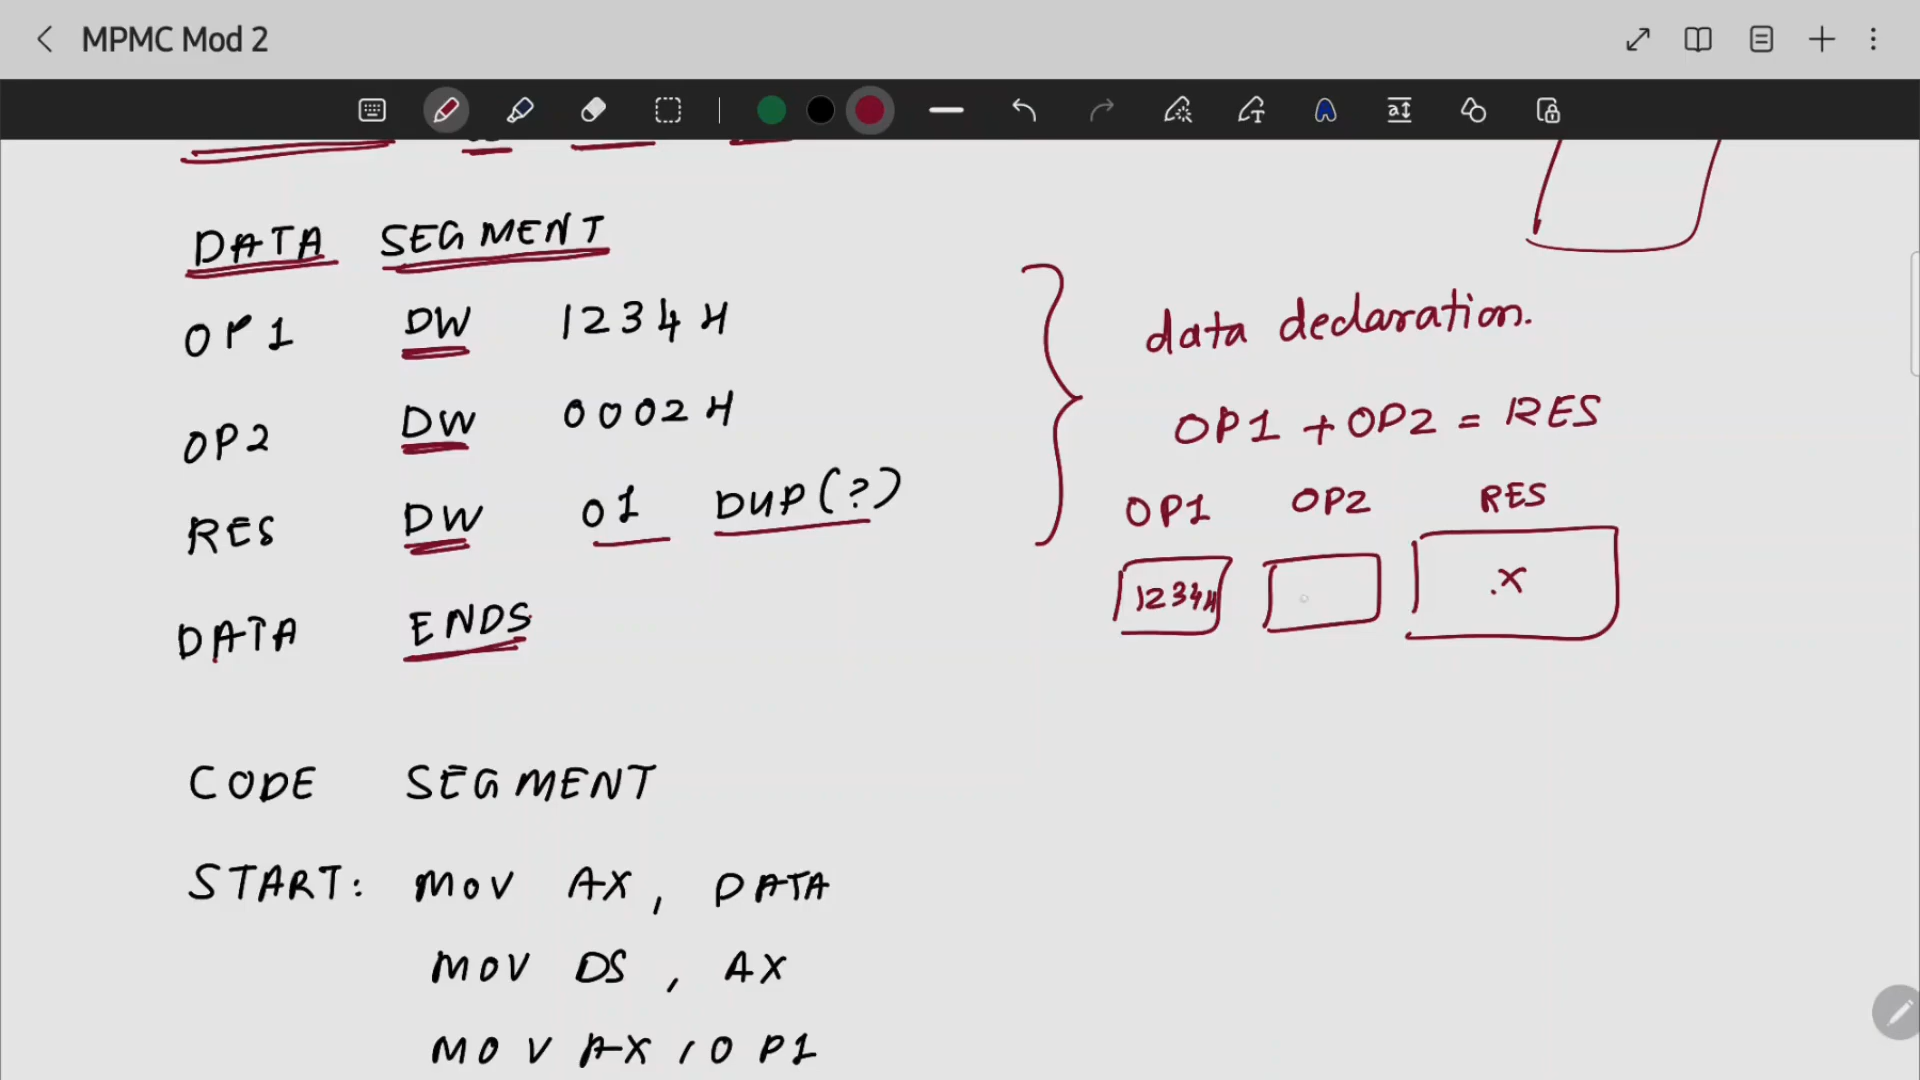 MPMC Mod 2
DATA SEGMENT
OP1 DW 1234H
OP2 DW 0002H
RES DW 01 DUP(?)
DATA ENDS
CODE SEGMENT
START: MOV AX, DATA
MOV DS, AX
MOV AX, OP1
data declaration.
OP1 + OP2 = RES
OP1 OP2 RES
1234H X